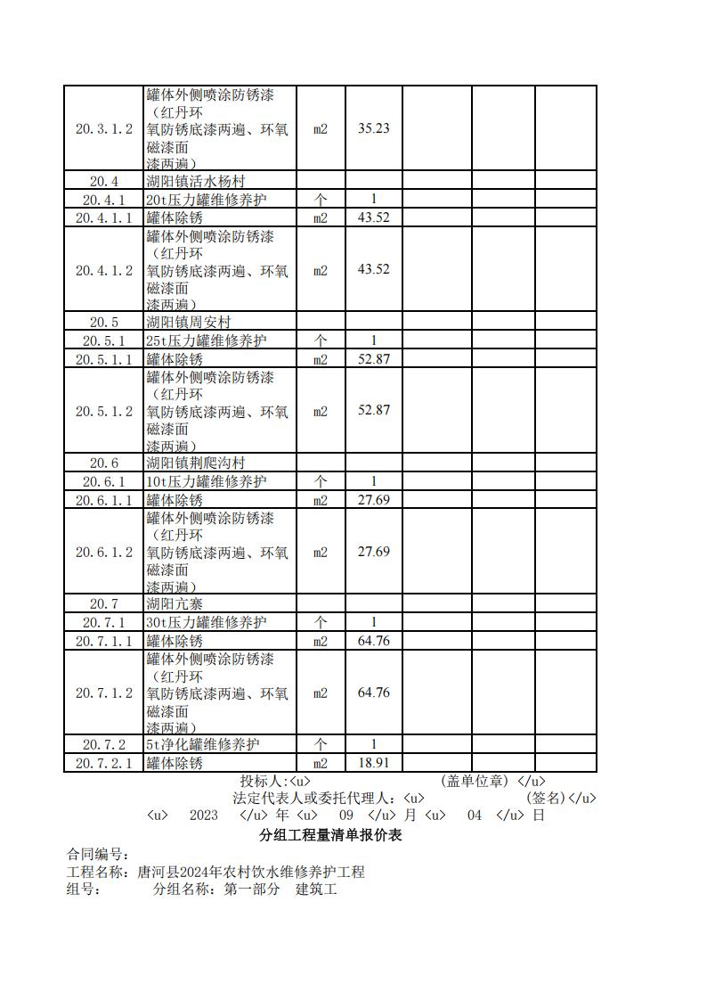 罐体外侧喷涂防锈漆
（红丹环
20.3.1.2 氧防锈底漆两遍、环氧 m2 35.23
磁漆面
漆两遍）
20.4 湖阳镇活水杨村
20.4.1 20t压力罐维修养护 个 1
20.4.1.1 罐体除锈 m2 43.52
罐体外侧喷涂防锈漆
（红丹环
20.4.1.2 氧防锈底漆两遍、环氧 m2 43.52
磁漆面
漆两遍）
20.5 湖阳镇周安村
20.5.1 25t压力罐维修养护 个 1
20.5.1.1 罐体除锈 m2 52.87
罐体外侧喷涂防锈漆
（红丹环
20.5.1.2 氧防锈底漆两遍、环氧 m2 52.87
磁漆面
漆两遍）
20.6 湖阳镇荆爬沟村
20.6.1 10t压力罐维修养护 个 1
20.6.1.1 罐体除锈 m2 27.69
罐体外侧喷涂防锈漆
（红丹环
20.6.1.2 氧防锈底漆两遍、环氧 m2 27.69
磁漆面
漆两遍）
20.7 湖阳亢寨
20.7.1 30t压力罐维修养护 个 1
20.7.1.1 罐体除锈 m2 64.76
罐体外侧喷涂防锈漆
（红丹环
20.7.1.2 氧防锈底漆两遍、环氧 m2 64.76
磁漆面
漆两遍）
20.7.2 5t净化罐维修养护 个 1
20.7.2.1 罐体除锈 m2 18.91
投标人:<u> (盖单位章) </u>
法定代表人或委托代理人: <u> (签名)</u>
<u> 2023 </u> 年 <u> 09 </u> 月 <u> 04 </u> 日
分组工程量清单报价表
合同编号:
工程名称: 唐河县2024年农村饮水维修养护工程
组号: 分组名称: 第一部分 建筑工